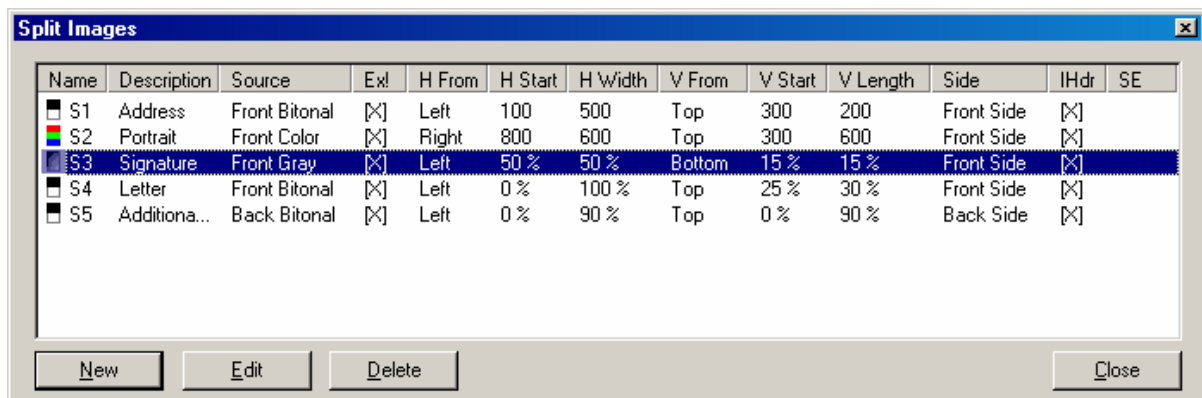 Split Images
Name Description Source Ex! H From H Start H Width V From V Start V Length Side IHdr SE
S1 Address Front Bitonal [X] Left 100 500 Top 300 200 Front Side [X]
S2 Portrait Front Color [X] Right 800 600 Top 300 600 Front Side [X]
S3 Signature Front Gray [X] Left 50 % 50 % Bottom 15 % 15 % Front Side [X]
S4 Letter Front Bitonal [X] Left 0 % 100 % Top 25 % 30 % Front Side [X]
S5 Additiona... Back Bitonal [X] Left 0 % 90 % Top 0 % 90 % Back Side [X]
New Edit Delete Close